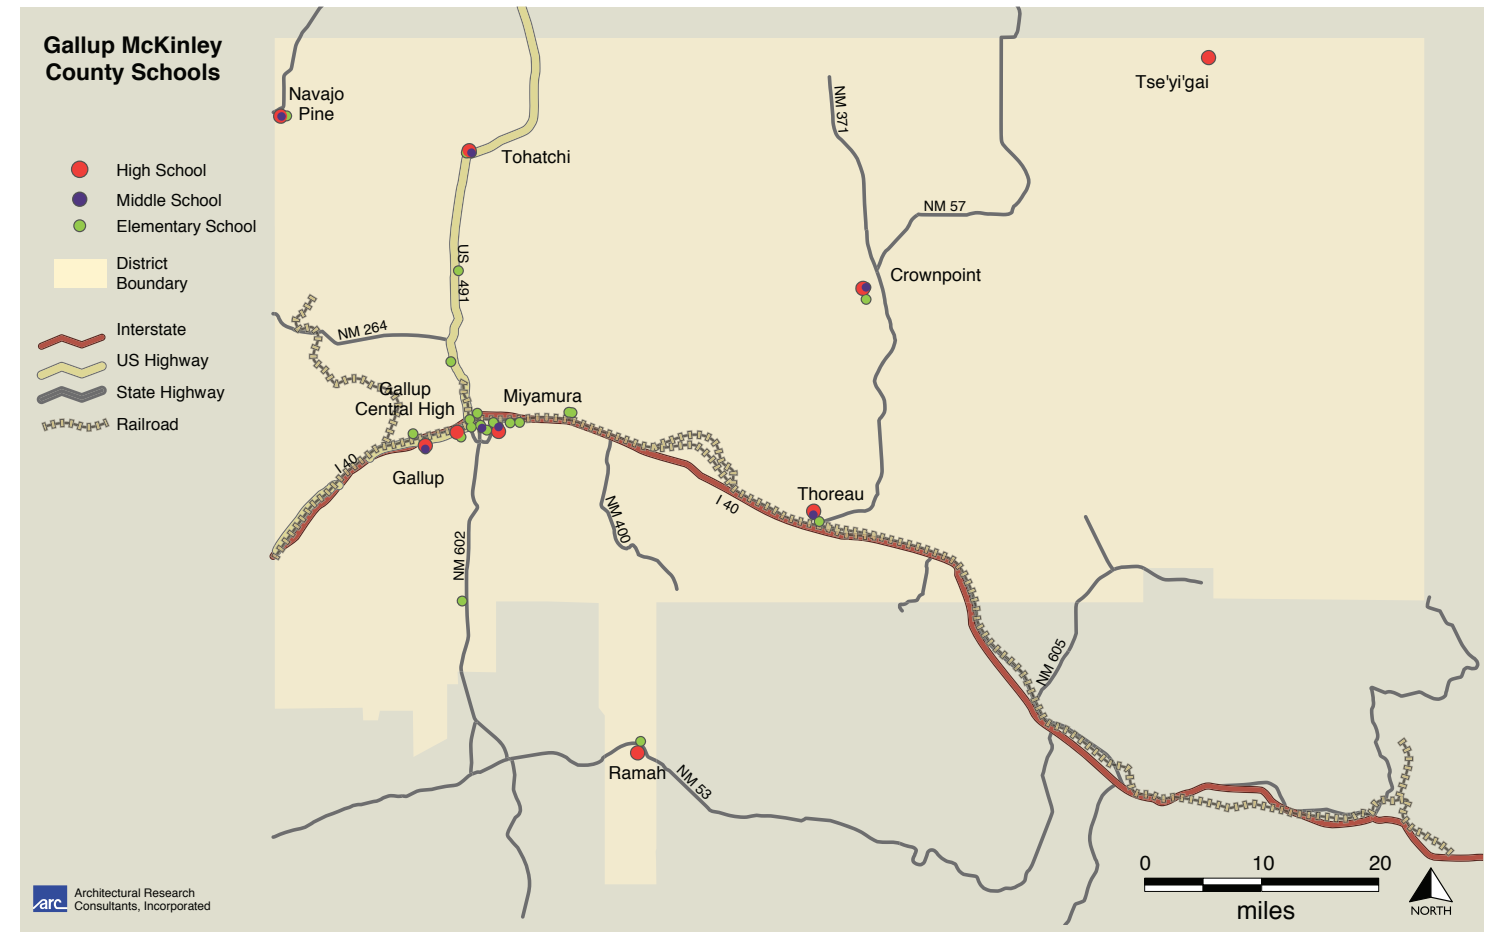 Gallup McKinley
County Schools
Navajo
Pine
Tse'yi'gai
NM 371
High School
Middle School
Elementary School
Tohatchi
NM 57
US 491
District
Boundary
Crownpoint
Interstate
US Highway
State Highway
Railroad
NM 264
Gallup
Central High
Miyamura
I 40
Gallup
Thoreau
I 40
NM 400
NM 602
NM 605
Ramah
NM 53
0 10 20
miles
NORTH
arc
Architectural Research
Consultants, Incorporated